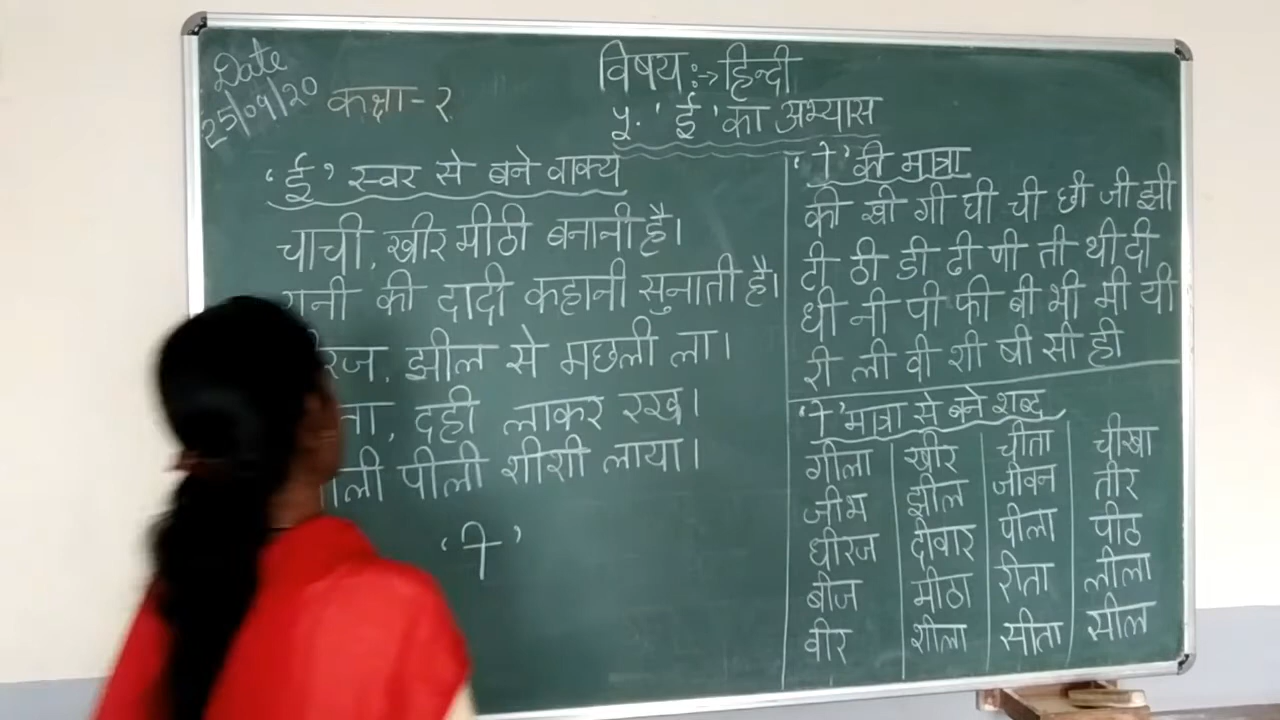 Date
25/09/20
कक्षा-२
विषय:→हिन्दी
५.'ई'का अभ्यास
'ई' स्वर से बने वाक्य
चाची, खीर मीठी बनानी है।
की दादी कहानी सुनाती है।
झील से मछली ला।
दही लाकर रख।
पीली शीशी लाया।
'ी'
'ी'की मात्रा
की खी गी घी ची छी जी झी
टी ठी डी ढी णी ती थी दी
धी नी पी फी बी भी मी यी
री ली वी शी षी सी ही
'ी'मात्रा से बने शब्द
गीला खीर चीता चीखा
जीभ झील जीवन तीर
धीरज दीवार पीला पीठ
बीज मीठा रीता लीला
वीर शीला सीता सील